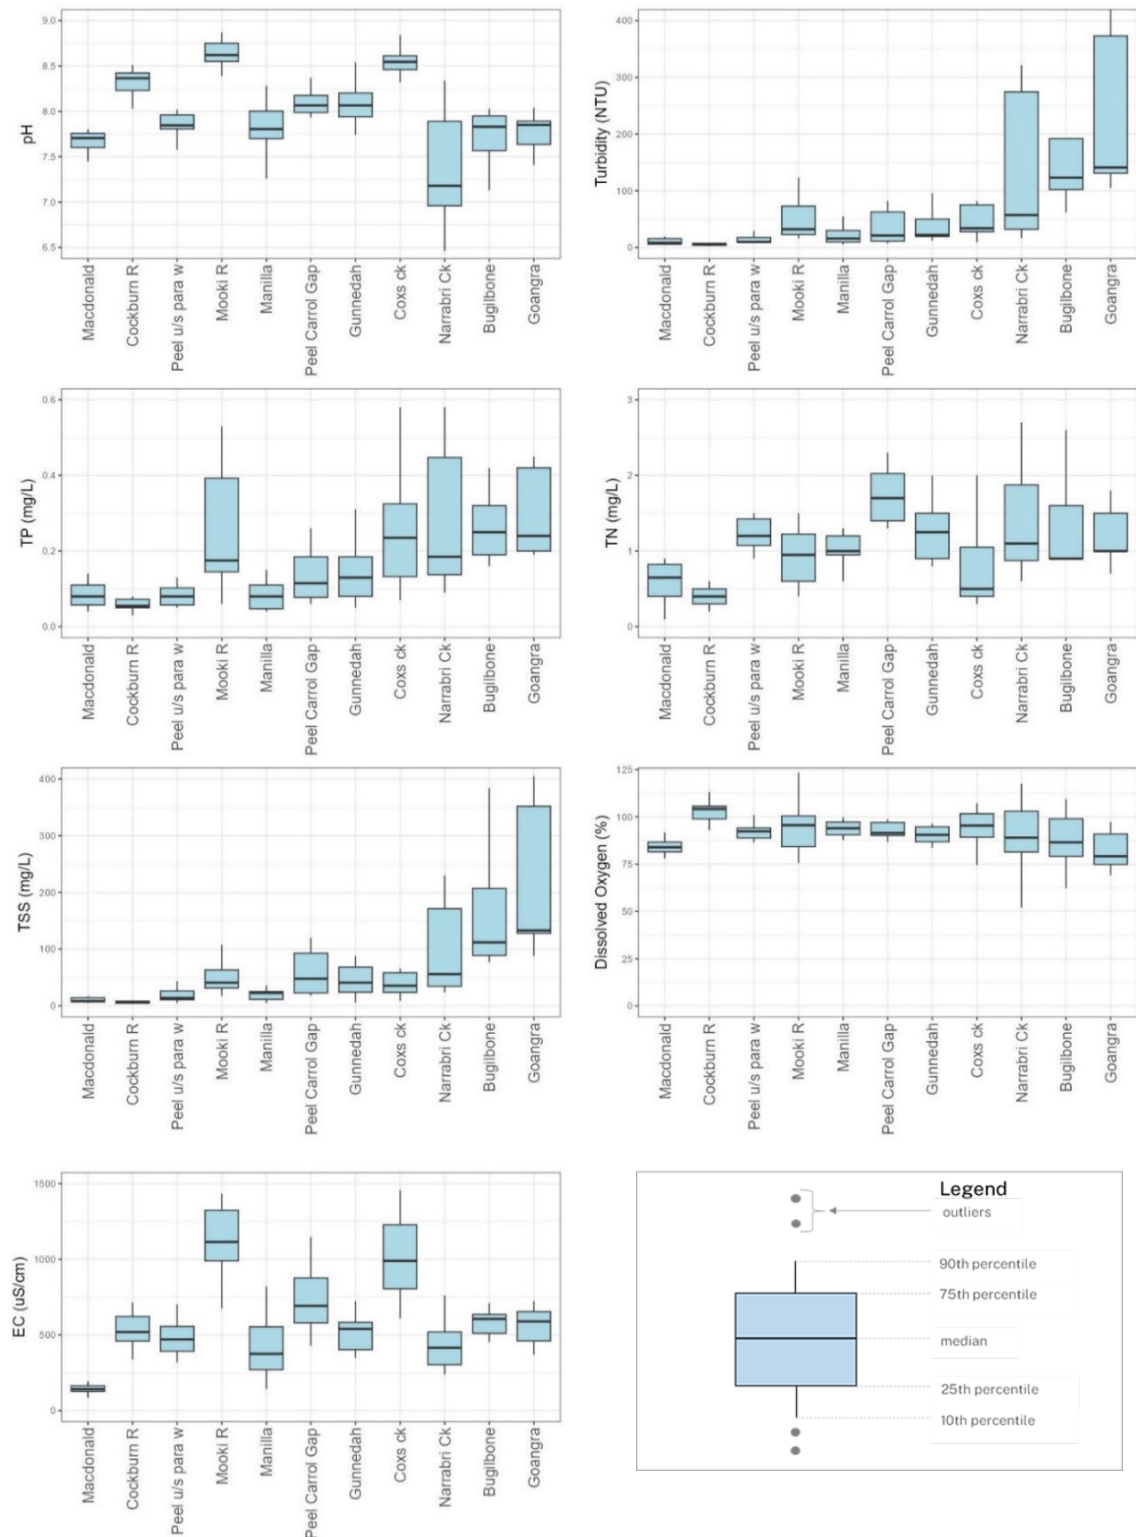 pH
9.0
8.5
8.0
7.5
7.0
6.5
Macdonald
Cockburn R
Peel u/s para w
Mooki R
Manilla
Peel Carrol Gap
Gunnedah
Coxs ck
Narrabri Ck
Bugilbone
Goangra
Turbidity (NTU)
400
300
200
100
0
Macdonald
Cockburn R
Peel u/s para w
Mooki R
Manilla
Peel Carrol Gap
Gunnedah
Coxs ck
Narrabri Ck
Bugilbone
Goangra
TP (mg/L)
0.6
0.4
0.2
0.0
Macdonald
Cockburn R
Peel u/s para w
Mooki R
Manilla
Peel Carrol Gap
Gunnedah
Coxs ck
Narrabri Ck
Bugilbone
Goangra
TN (mg/L)
3
2
1
0
Macdonald
Cockburn R
Peel u/s para w
Mooki R
Manilla
Peel Carrol Gap
Gunnedah
Coxs ck
Narrabri Ck
Bugilbone
Goangra
TSS (mg/L)
400
300
200
100
0
Macdonald
Cockburn R
Peel u/s para w
Mooki R
Manilla
Peel Carrol Gap
Gunnedah
Coxs ck
Narrabri Ck
Bugilbone
Goangra
Dissolved Oxygen (%)
125
100
75
50
25
0
Macdonald
Cockburn R
Peel u/s para w
Mooki R
Manilla
Peel Carrol Gap
Gunnedah
Coxs ck
Narrabri Ck
Bugilbone
Goangra
EC (uS/cm)
1500
1000
500
0
Macdonald
Cockburn R
Peel u/s para w
Mooki R
Manilla
Peel Carrol Gap
Gunnedah
Coxs ck
Narrabri Ck
Bugilbone
Goangra
Legend
outliers
90th percentile
75th percentile
median
25th percentile
10th percentile